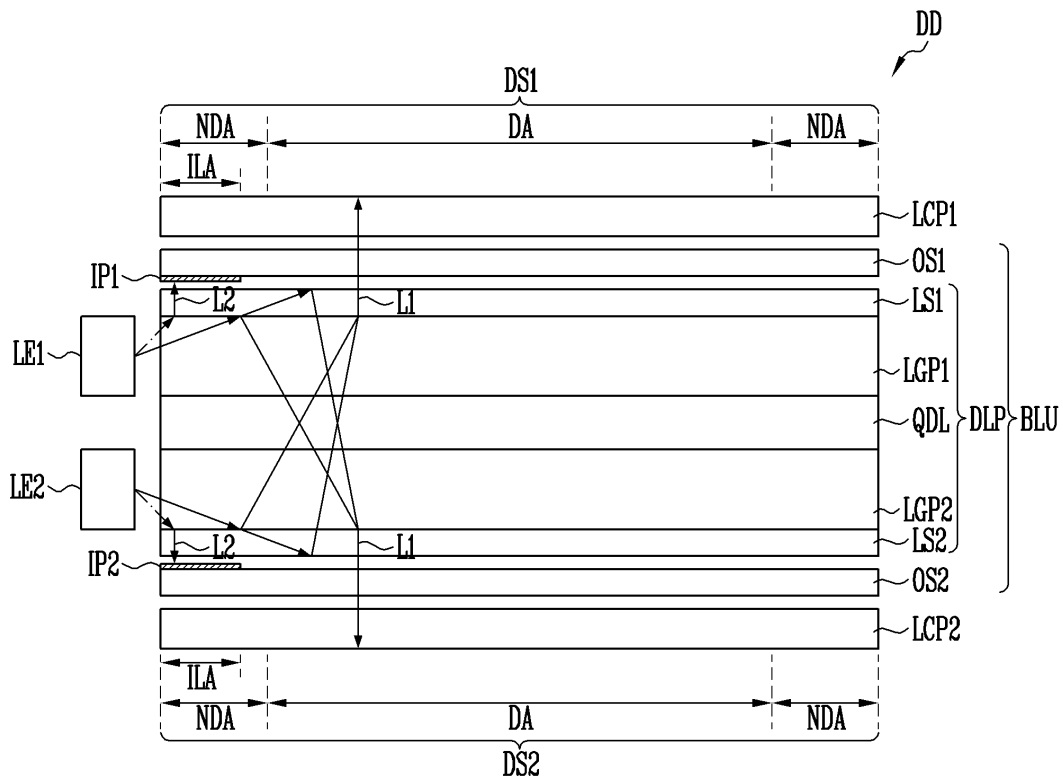 DD
DS1
NDA DA NDA
ILA
LCP1
OS1
IP1
L2 L1 LS1
LE1
LGP1
QDL DLP BLU
LE2
LGP2
L2 L1 LS2
IP2
OS2
LCP2
ILA
NDA DA NDA
DS2